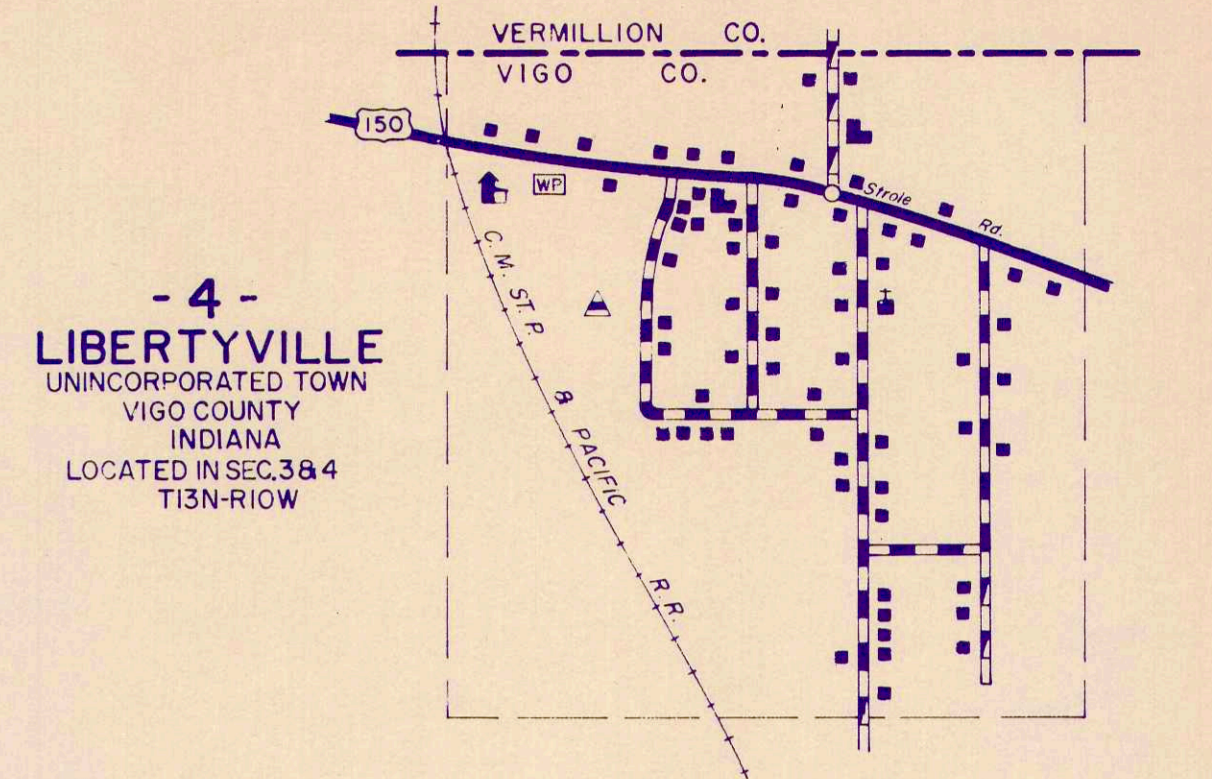 VERMILLION CO.
VIGO CO.
150
Strole Rd.
WP
C. M. ST. P. & PACIFIC R. R.
- 4 -
LIBERTYVILLE
UNINCORPORATED TOWN
VIGO COUNTY
INDIANA
LOCATED IN SEC. 3 & 4
T13N-R10W